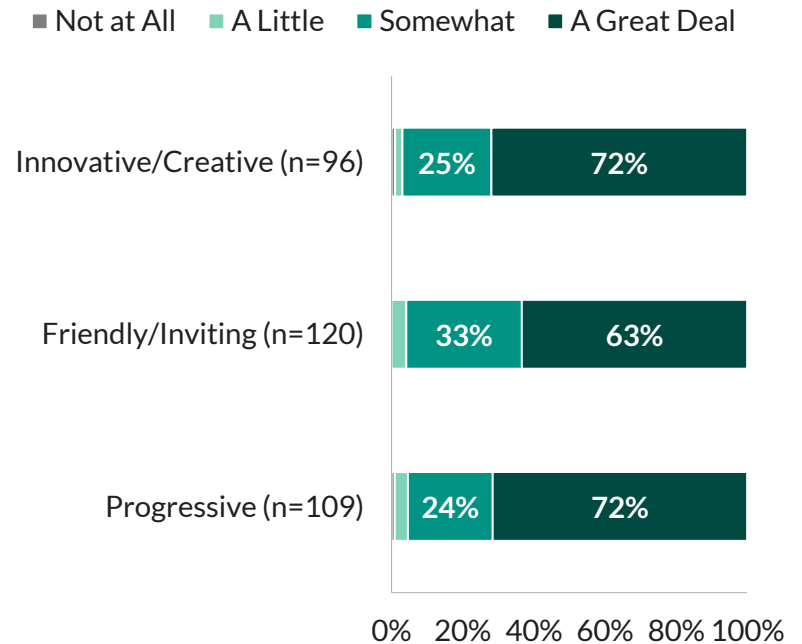 Not at All A Little Somewhat A Great Deal
Innovative/Creative (n=96) 25% 72%
Friendly/Inviting (n=120) 33% 63%
Progressive (n=109) 24% 72%
0% 20% 40% 60% 80% 100%